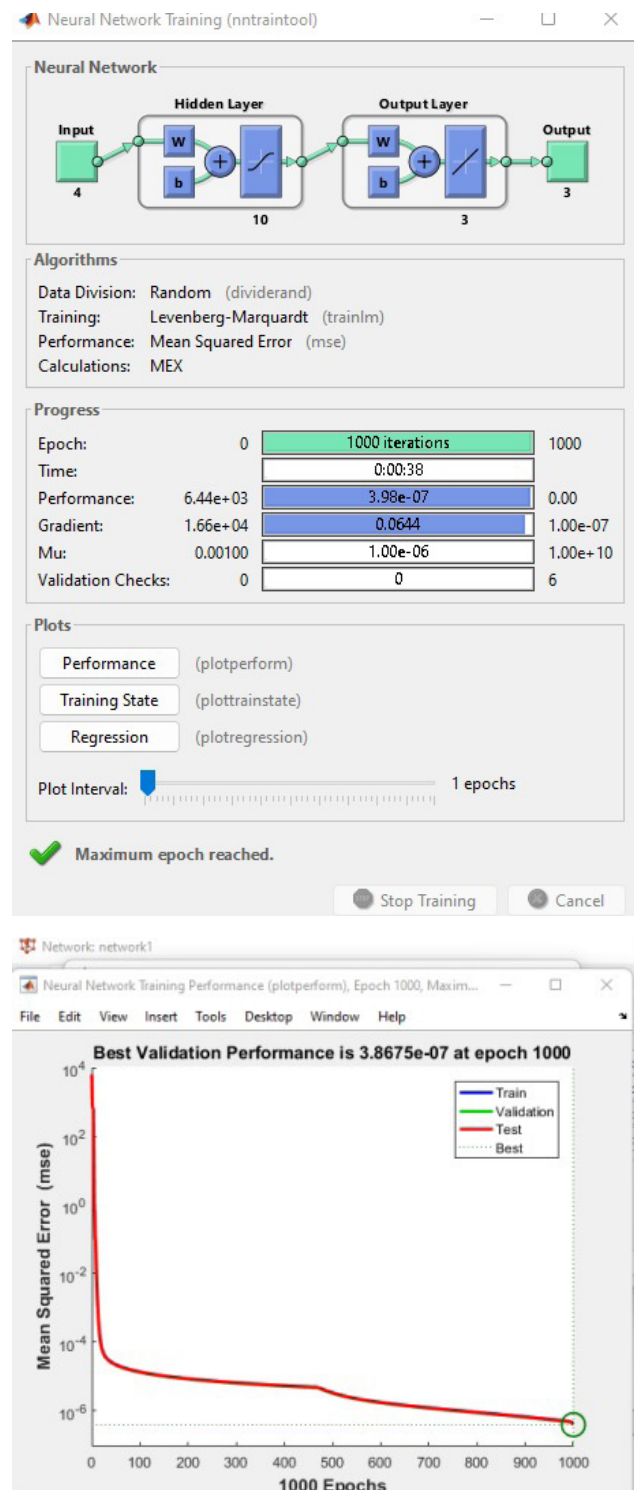 Neural Network Training (nntraintool)
Neural Network
Hidden Layer
Output Layer
Input
Output
W
b
+
W
b
+
4
10
3
3
Algorithms
Data Division: Random (dividerand)
Training: Levenberg-Marquardt (trainlm)
Performance: Mean Squared Error (mse)
Calculations: MEX
Progress
Epoch: 0 1000 iterations 1000
Time: 0:00:38
Performance: 6.44e+03 3.98e-07 0.00
Gradient: 1.66e+04 0.0644 1.00e-07
Mu: 0.00100 1.00e-06 1.00e+10
Validation Checks: 0 0 6
Plots
Performance (plotperform)
Training State (plottrainstate)
Regression (plotregression)
Plot Interval: 1 epochs
Maximum epoch reached.
Stop Training Cancel
Network: network1
Neural Network Training Performance (plotperform), Epoch 1000, Maxim...
File Edit View Insert Tools Desktop Window Help
Best Validation Performance is 3.8675e-07 at epoch 1000
Mean Squared Error (mse)
10^4
10^2
10^0
10^-2
10^-4
10^-6
Train
Validation
Test
Best
0 100 200 300 400 500 600 700 800 900 1000
1000 Epochs